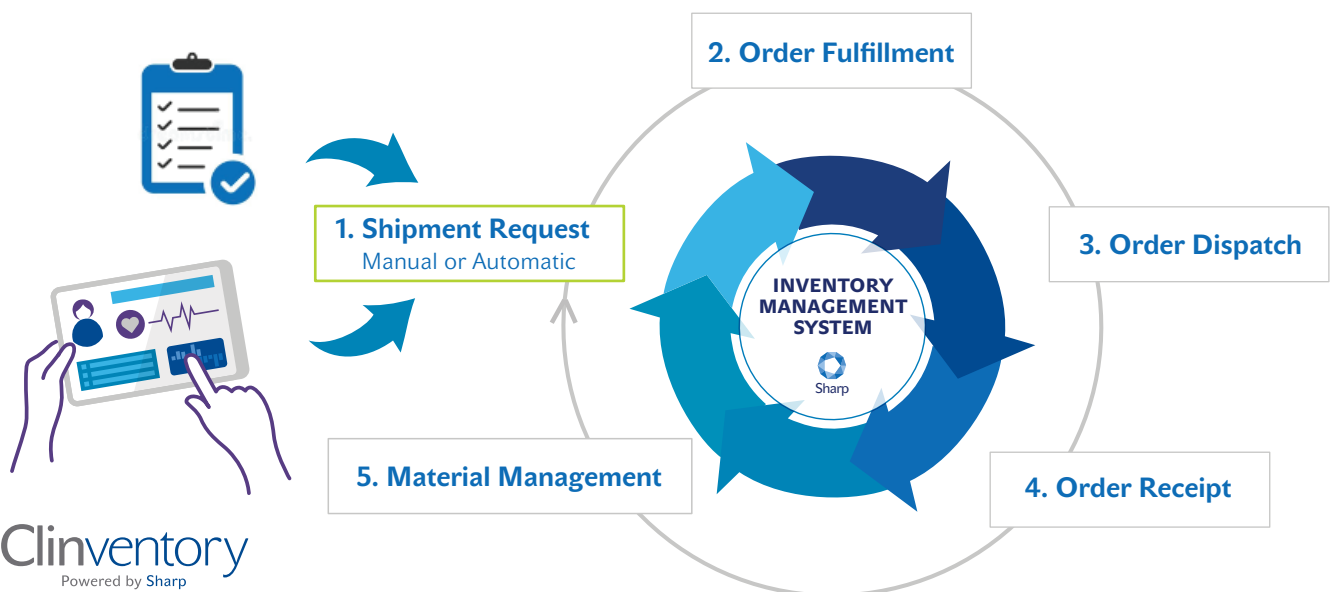 2. Order Fulfillment
1. Shipment Request
Manual or Automatic
3. Order Dispatch
INVENTORY
MANAGEMENT
SYSTEM
Sharp
5. Material Management
4. Order Receipt
Clinventory
Powered by Sharp